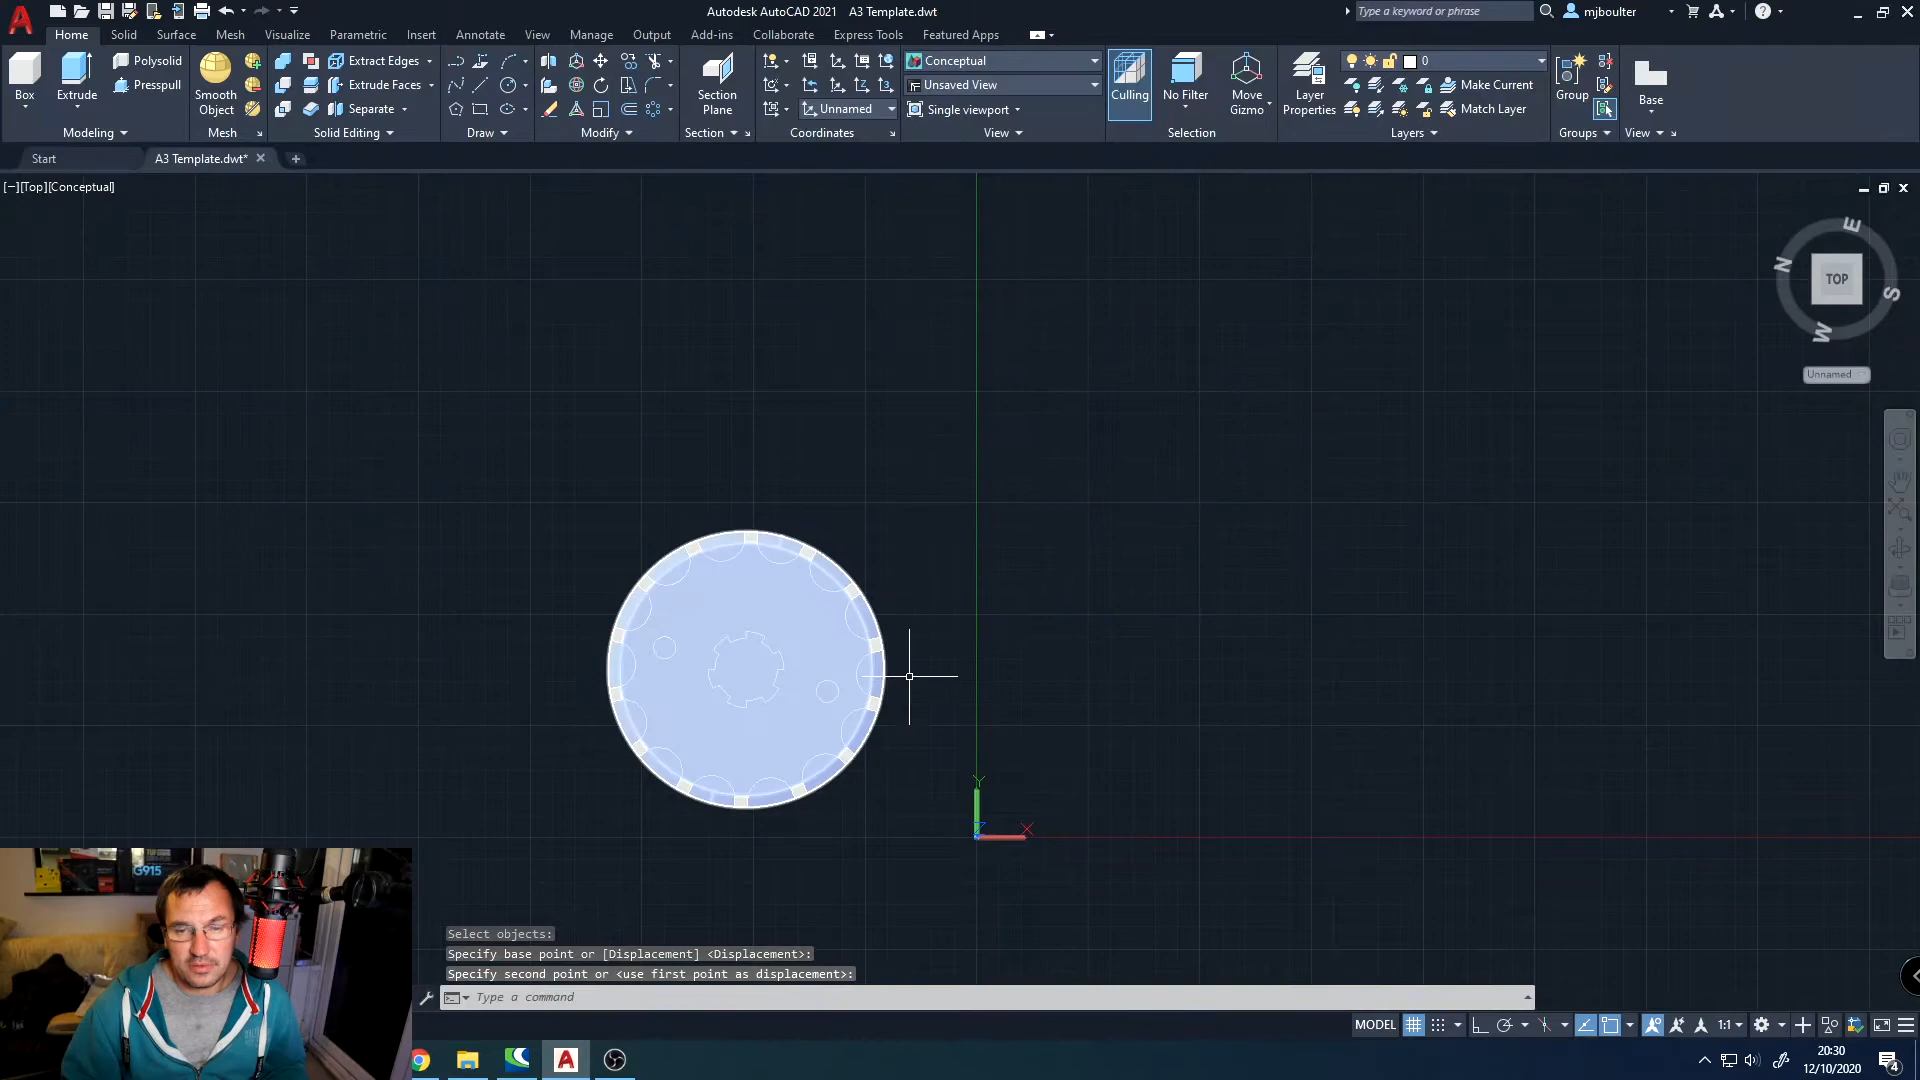 Autodesk AutoCAD 2021 A3 Template.dwt
Type a keyword or phrase
mjboulter
Home Solid Surface Mesh Visualize Parametric Insert Annotate View Manage Output Add-ins Collaborate Express Tools Featured Apps
Box
Extrude
Polysolid
Presspull
Smooth
Object
Extract Edges
Extrude Faces
Separate
Section
Plane
Unnamed
Conceptual
Unsaved View
Single viewport
Culling
No Filter
Move
Gizmo
Layer
Properties
0
Make Current
Match Layer
Group
Base
Modeling Mesh Solid Editing Draw Modify Section Coordinates View Selection Layers Groups View
Start A3 Template.dwt*
[−][Top][Conceptual]
E
N
TOP
S
W
Unnamed
Y
Z
X
G915
Select objects:
Specify base point or [Displacement] <Displacement>:
Specify second point or <use first point as displacement>:
Type a command
MODEL
1:1
20:30
12/10/2020
4